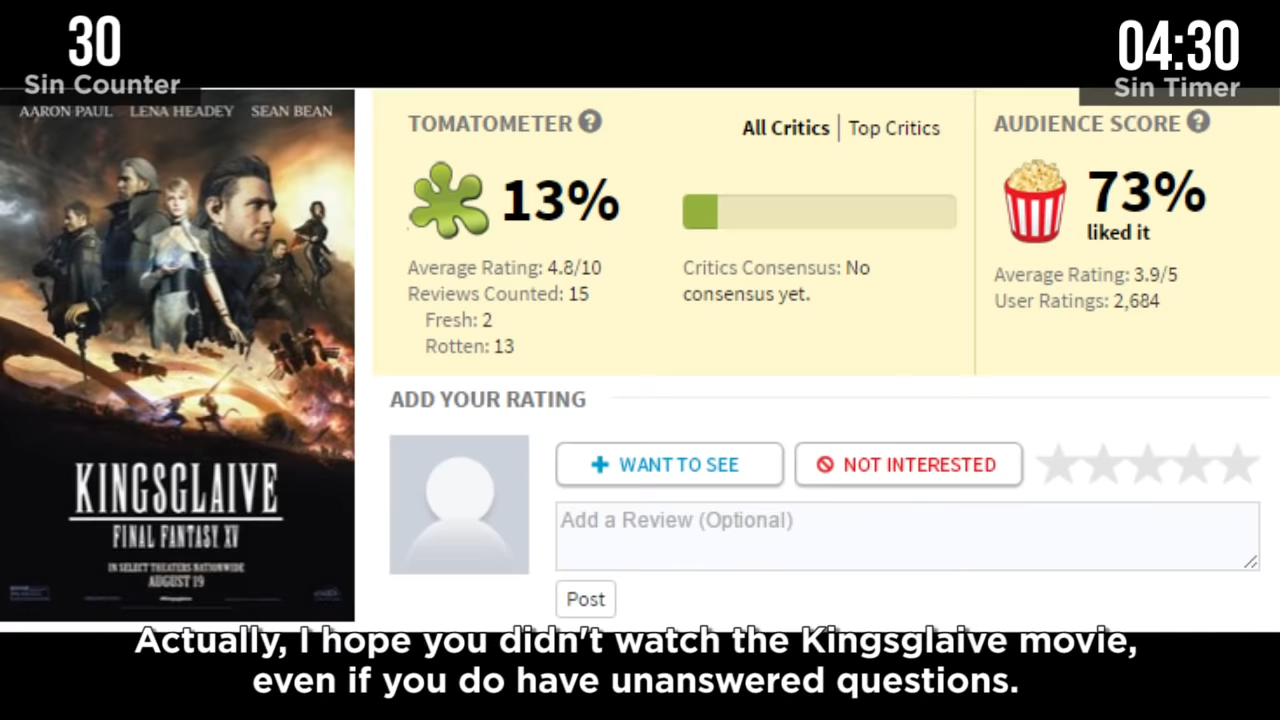 30
Sin Counter
04:30
Sin Timer
AARON PAUL LENA HEADEY SEAN BEAN
KINGSGLAIVE
FINAL FANTASY XV
IN SELECT THEATERS NATIONWIDE
AUGUST 19
TOMATOMETER ?
All Critics | Top Critics
13%
Average Rating: 4.8/10
Reviews Counted: 15
Fresh: 2
Rotten: 13
Critics Consensus: No
consensus yet.
AUDIENCE SCORE ?
73%
liked it
Average Rating: 3.9/5
User Ratings: 2,684
ADD YOUR RATING
+ WANT TO SEE
NOT INTERESTED
Add a Review (Optional)
Post
Actually, I hope you didn't watch the Kingsglaive movie,
even if you do have unanswered questions.